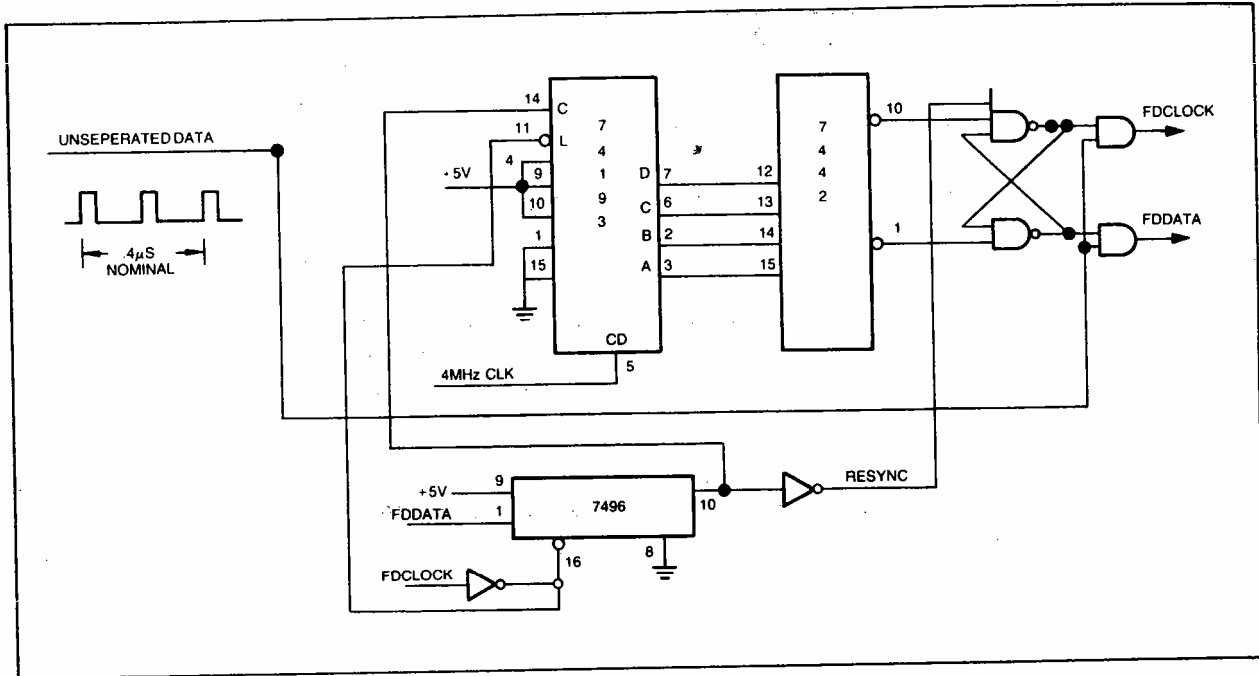 UNSEPERATED DATA
.4µS
NOMINAL
14
C
11
L
+5V
4
9
10
1
15
7
4
1
9
3
D
7
C
6
B
2
A
3
CD
5
4MHz CLK
12
13
14
15
7
4
4
2
10
1
FDCLOCK
FDDATA
+5V
9
FDDATA
1
7496
10
RESYNC
16
8
FDCLOCK